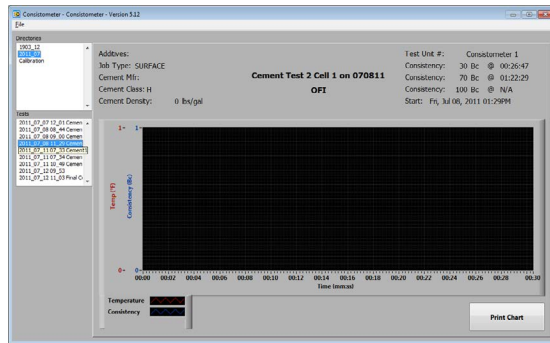 Consistometer - Consistometer - Version 5.12
File
Directories
1903_12
2011_07
Calibration
Tests
2011_07_07 12_01 Cemen
2011_07_08 08_44 Cemen
2011_07_08 09_00 Cemen
2011_07_08 11_29 Cemen
2011_07_11 07_33 Cement
2011_07_11 07_34 Cemen
2011_07_11 10_49 Cemen
2011_07_12 09_53
2011_07_12 11_03 Final C
Additives:
Job Type: SURFACE
Cement Mfr:
Cement Class: H
Cement Density: 0 lbs/gal
Cement Test 2 Cell 1 on 070811
OFI
Test Unit #: Consistometer 1
Consistency: 30 Bc @ 00:26:47
Consistency: 70 Bc @ 01:22:29
Consistency: 100 Bc @ N/A
Start: Fri, Jul 08, 2011 01:29PM
1 1
Temp (°F)
Consistency (Bc)
0 0
00:00 00:02 00:04 00:06 00:08 00:10 00:12 00:14 00:16 00:18 00:20 00:22 00:24 00:26 00:28 00:30
Time (mm:ss)
Temperature
Consistency
Print Chart